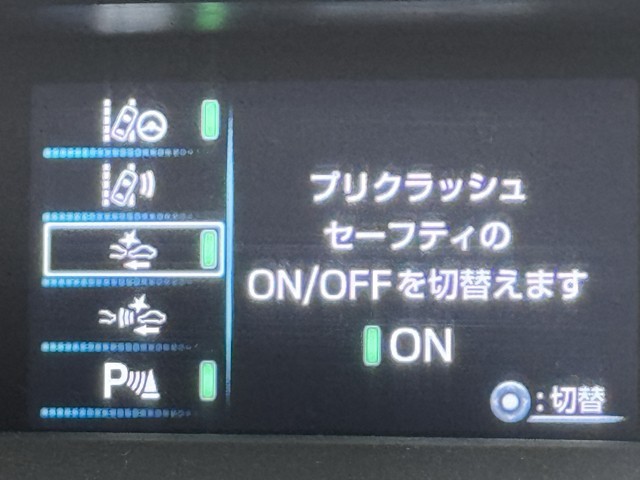 プリクラッシュ
セーフティの
ON/OFFを切替えます
ON
P
:切替